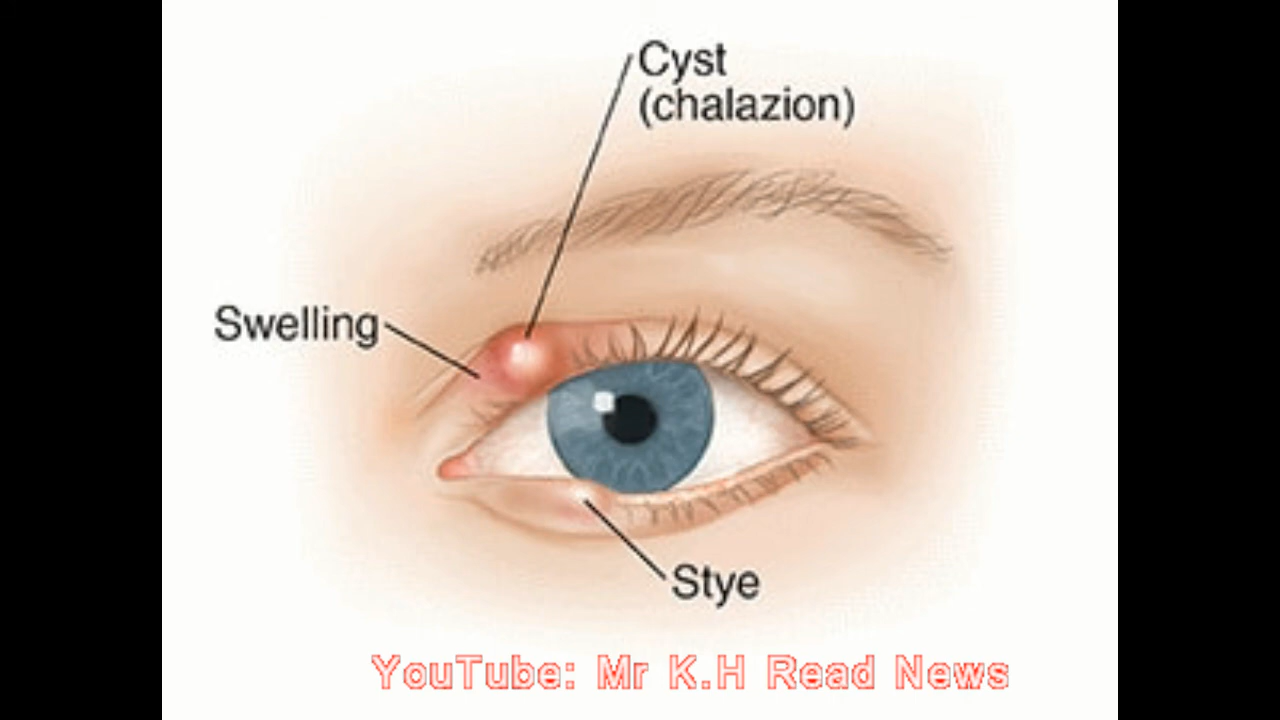 Cyst
(chalazion)
Swelling
Stye
YouTube: Mr K.H Read News